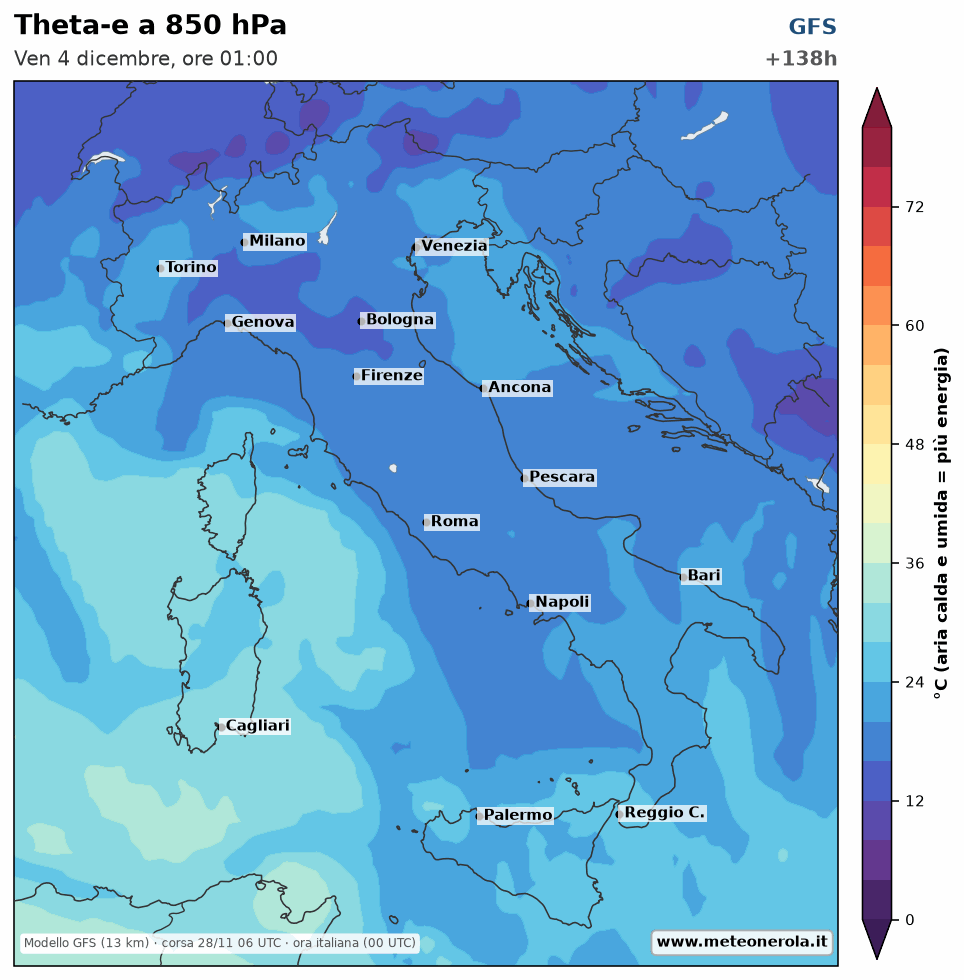 Theta-e a 850 hPa
GFS
Ven 4 dicembre, ore 01:00
+138h
Milano
Venezia
Torino
Genova
Bologna
Firenze
Ancona
Pescara
Roma
Bari
Napoli
Cagliari
Palermo
Reggio C.
72
60
48
36
24
12
0
°C (aria calda e umida = più energia)
Modello GFS (13 km) · corsa 28/11 06 UTC · ora italiana (00 UTC)
www.meteonerola.it